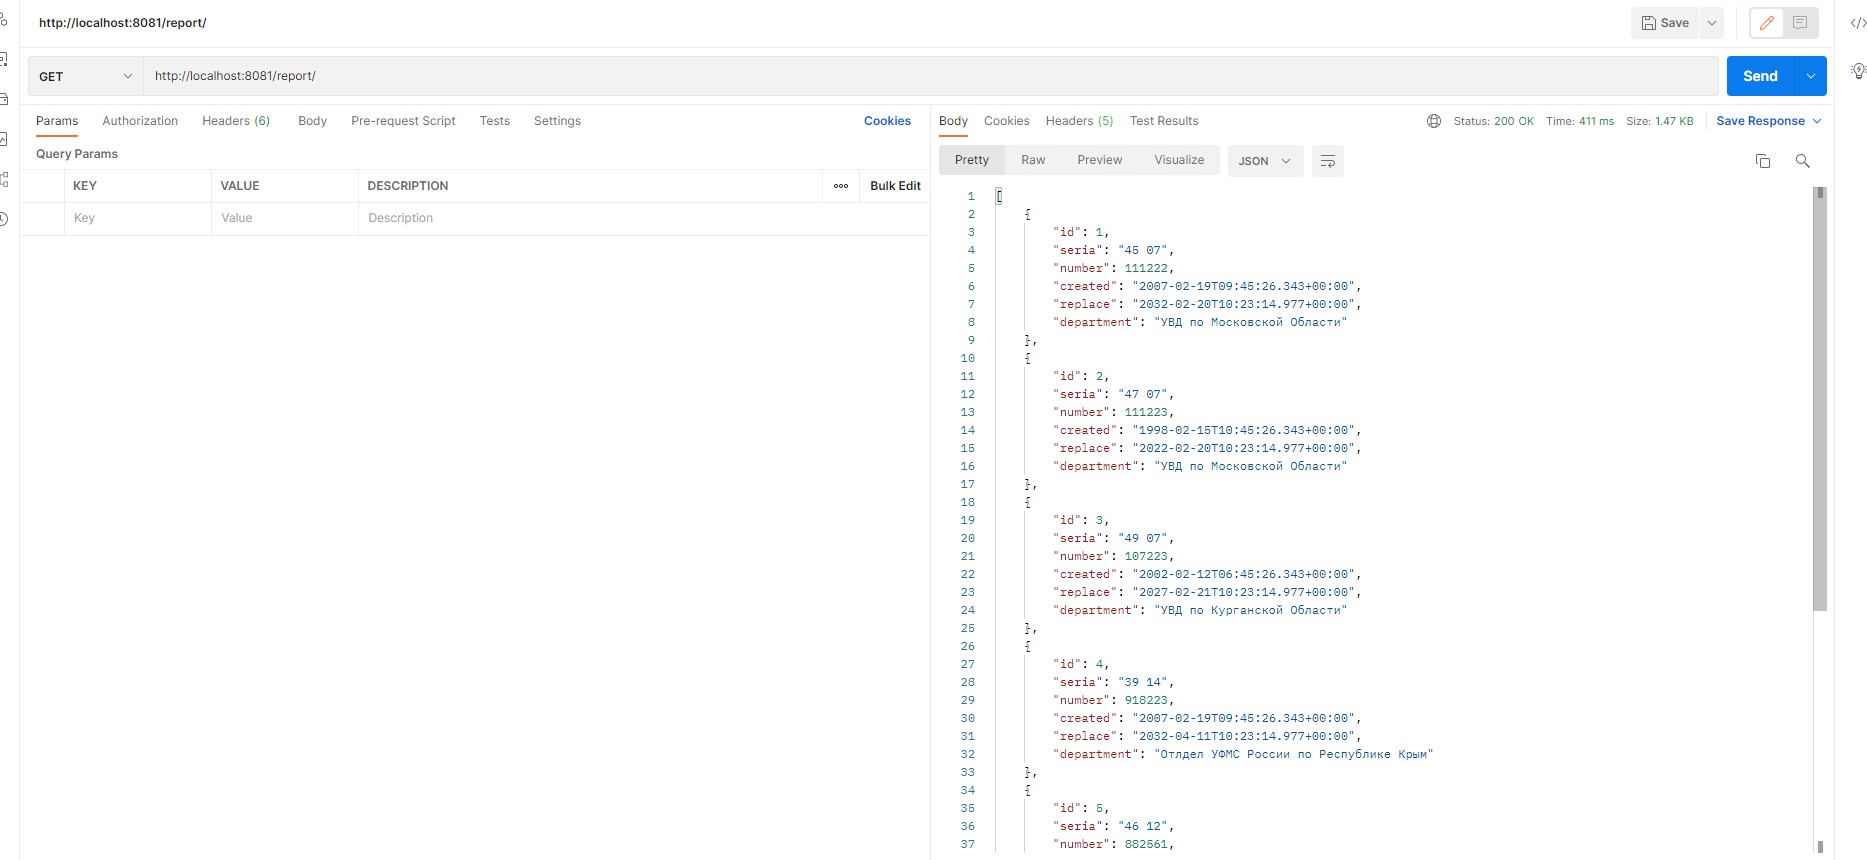 http://localhost:8081/report/
Save
GET
http://localhost:8081/report/
Send
Params Authorization Headers (6) Body Pre-request Script Tests Settings Cookies
Query Params
KEY VALUE DESCRIPTION Bulk Edit
Key Value Description
Body Cookies Headers (5) Test Results Status: 200 OK Time: 411 ms Size: 1.47 KB Save Response
Pretty Raw Preview Visualize JSON
1 [
2 {
3 "id": 1,
4 "seria": "45 07",
5 "number": 111222,
6 "created": "2007-02-19T09:45:26.343+00:00",
7 "replace": "2032-02-20T10:23:14.977+00:00",
8 "department": "УВД по Московской Области"
9 },
10 {
11 "id": 2,
12 "seria": "47 07",
13 "number": 111223,
14 "created": "1998-02-15T10:45:26.343+00:00",
15 "replace": "2022-02-20T10:23:14.977+00:00",
16 "department": "УВД по Московской Области"
17 },
18 {
19 "id": 3,
20 "seria": "49 07",
21 "number": 107223,
22 "created": "2002-02-12T06:45:26.343+00:00",
23 "replace": "2027-02-21T10:23:14.977+00:00",
24 "department": "УВД по Курганской Области"
25 },
26 {
27 "id": 4,
28 "seria": "39 14",
29 "number": 918223,
30 "created": "2007-02-19T09:45:26.343+00:00",
31 "replace": "2032-04-11T10:23:14.977+00:00",
32 "department": "Отлдел УФМС России по Республике Крым"
33 },
34 {
35 "id": 5,
36 "seria": "46 12",
37 "number": 882561,